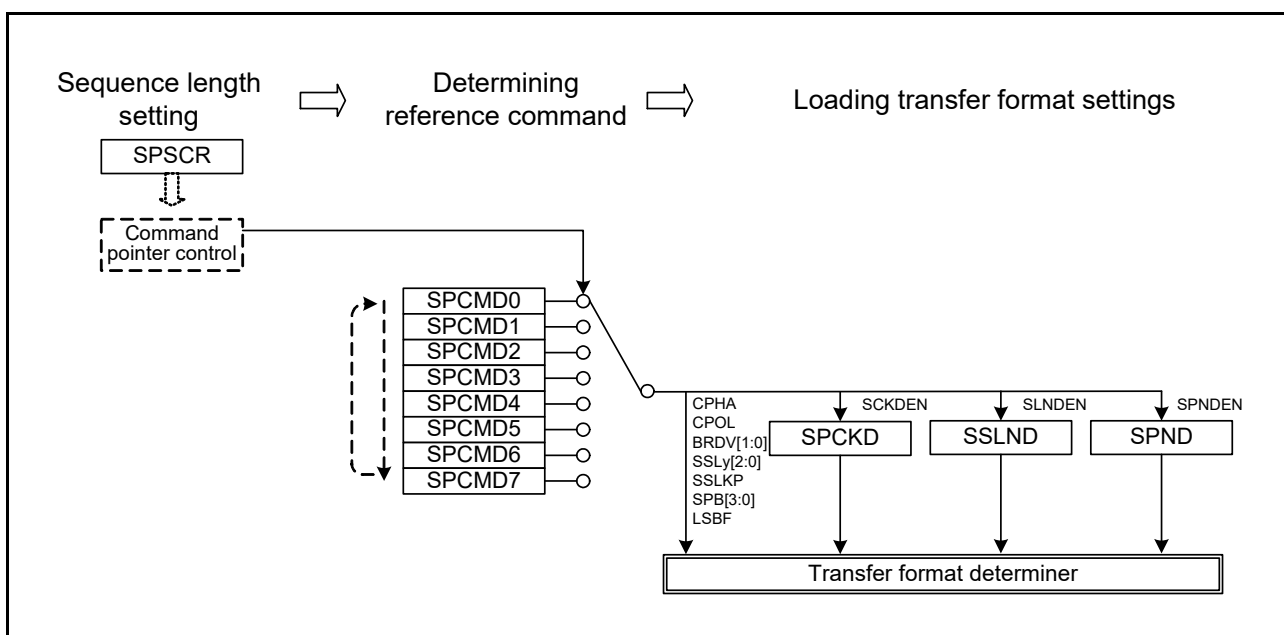 Sequence length
setting
Determining
reference command
Loading transfer format settings
SPSCR
Command
pointer control
SPCMD0
SPCMD1
SPCMD2
SPCMD3
SPCMD4
SPCMD5
SPCMD6
SPCMD7
CPHA
CPOL
BRDV[1:0]
SSLy[2:0]
SSLKP
SPB[3:0]
LSBF
SCKDEN
SPCKD
SLNDEN
SSLND
SPNDEN
SPND
Transfer format determiner